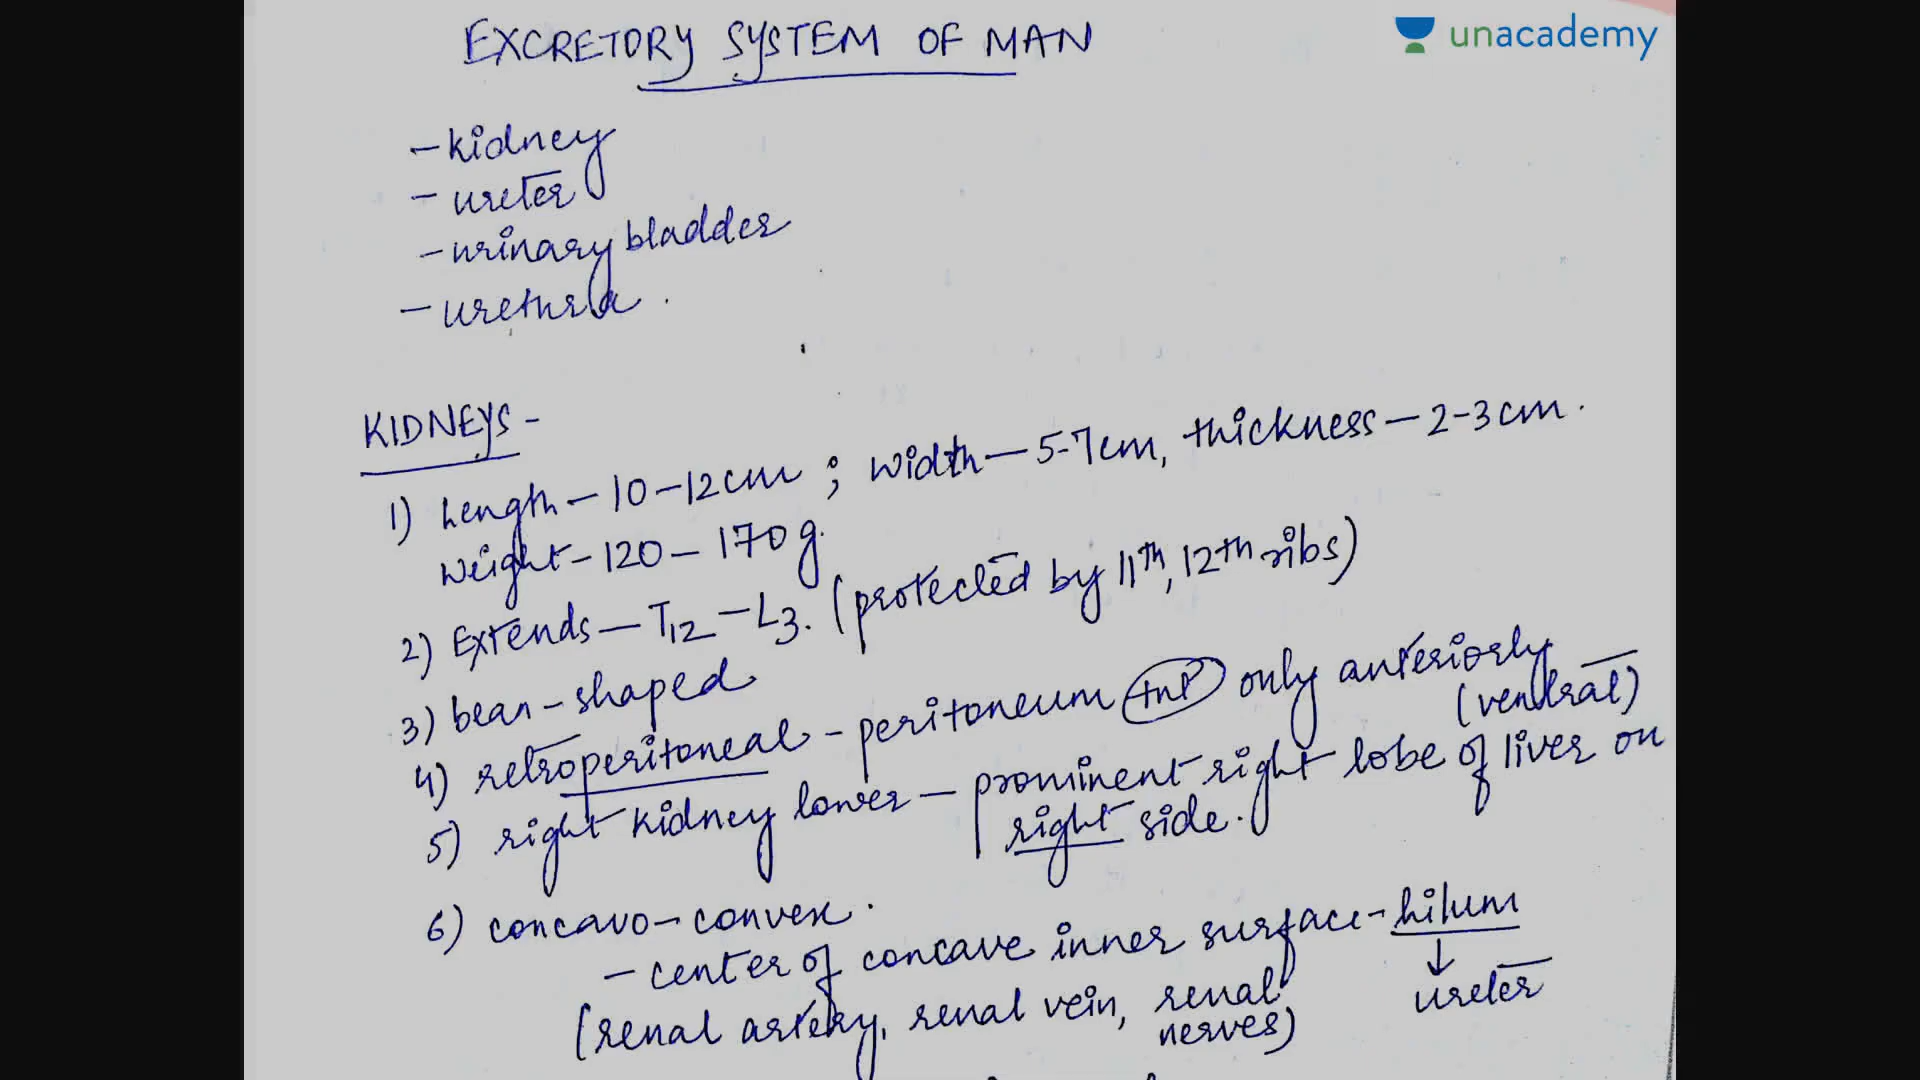 EXCRETORY SYSTEM OF MAN
unacademy
- kidney
- ureter
- urinary bladder
- urethra.
KIDNEYS -
1) Length - 10-12cm ; width - 5-7cm, thickness - 2-3cm.
Weight - 120 - 170g.
2) Extends - T12 - L3. (protected by 11th, 12th ribs)
3) bean-shaped
4) retroperitoneal - peritoneum only anteriorly
(ventral)
5) right kidney lower - prominent right lobe of liver on
right side.
6) concavo-convex.
- center of concave inner surface - hilum
↓
(renal artery, renal vein, renal nerves) ureter